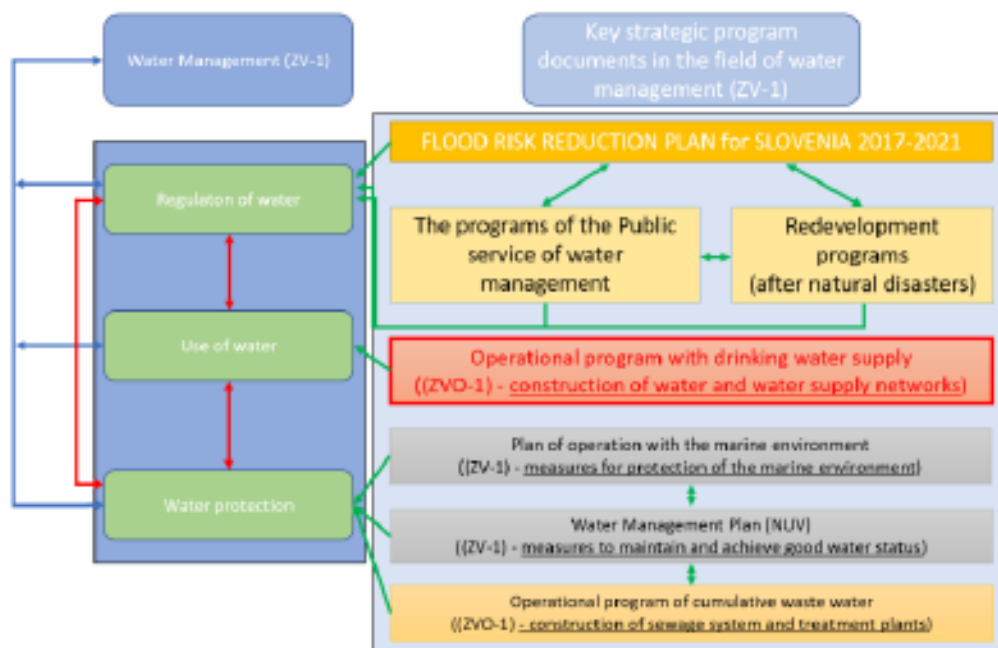 Water Management (ZV-1)
Key strategic program
documents in the field of water
management (ZV-1)
FLOOD RISK REDUCTION PLAN for SLOVENIA 2017-2021
Regulaton of water
The programs of the Public
service of water
management
Redevelopment
programs
(after natural disasters)
Use of water
Operational program with drinking water supply
((ZVO-1) - construction of water and water supply networks)
Plan of operation with the marine environment
((ZV-1) - measures for protection of the marine environment)
Water protection
Water Management Plan (NUV)
((ZV-1) - measures to maintain and achieve good water status)
Operational program of cumulative waste water
((ZVO-1) - construction of sewage system and treatment plants)